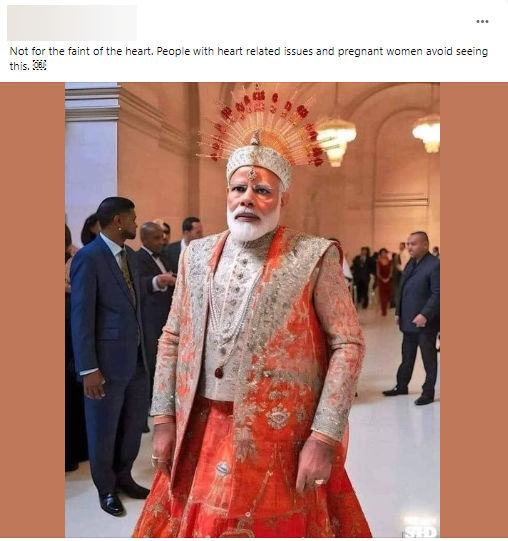 Not for the faint of the heart. People with heart related issues and pregnant women avoid seeing
this.